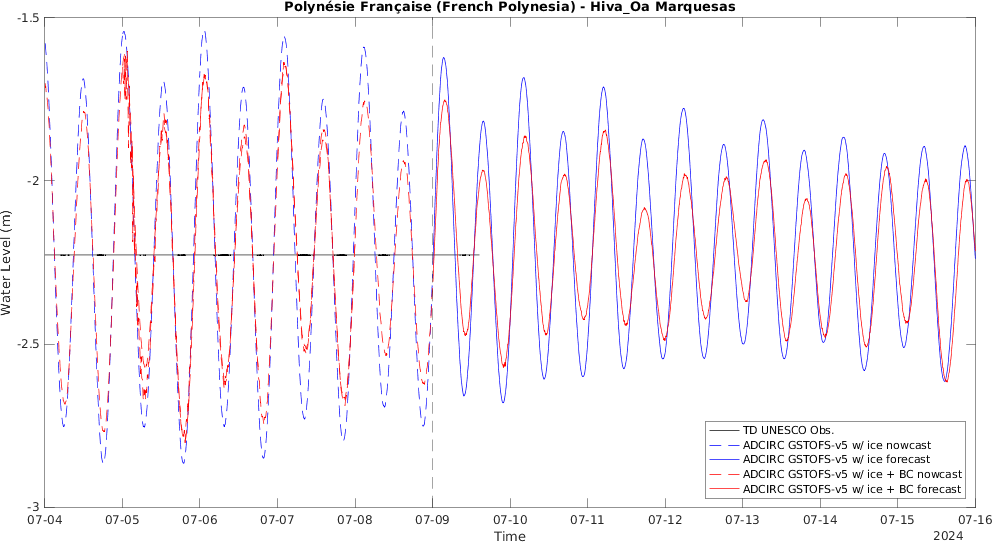 Polynésie Française (French Polynesia) - Hiva_Oa Marquesas
-1.5
-2
-2.5
-3
Water Level (m)
TD UNESCO Obs.
ADCIRC GSTOFS-v5 w/ ice nowcast
ADCIRC GSTOFS-v5 w/ ice forecast
ADCIRC GSTOFS-v5 w/ ice + BC nowcast
ADCIRC GSTOFS-v5 w/ ice + BC forecast
07-04 07-05 07-06 07-07 07-08 07-09 07-10 07-11 07-12 07-13 07-14 07-15 07-16
Time
2024